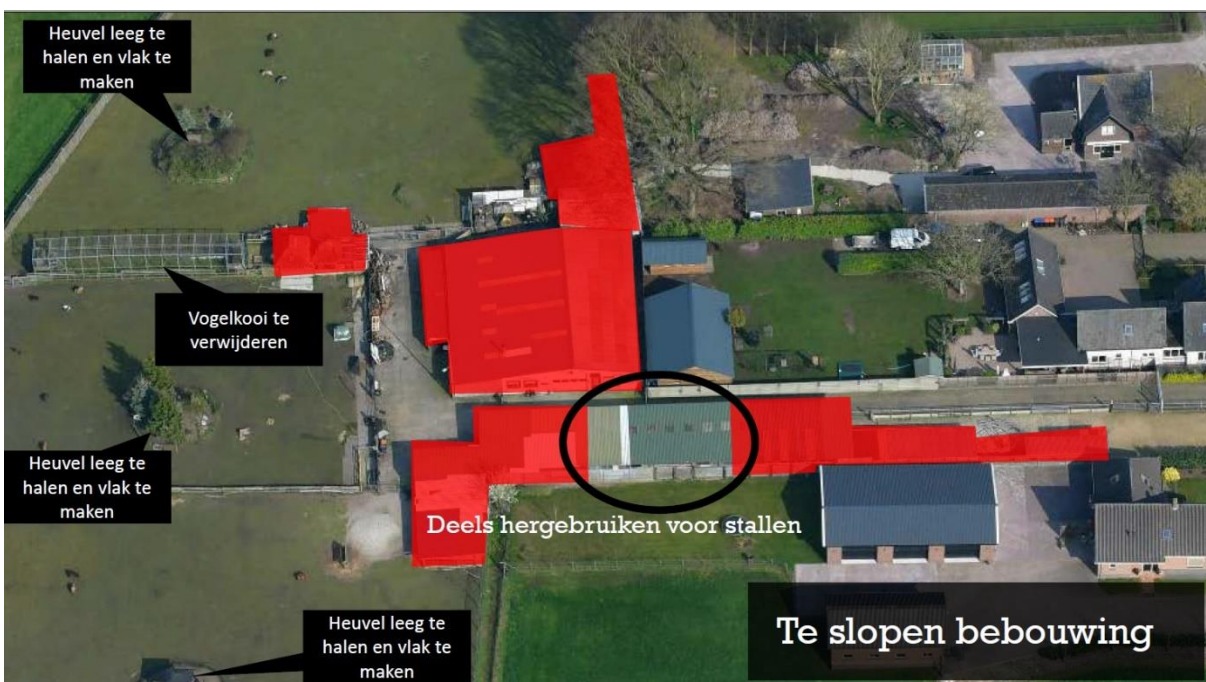 Heuvel leeg te
halen en vlak te
maken
Vogelkooi te
verwijderen
Heuvel leeg te
halen en vlak te
maken
Deels hergebruiken voor stallen
Heuvel leeg te
halen en vlak te
maken
Te slopen bebouwing